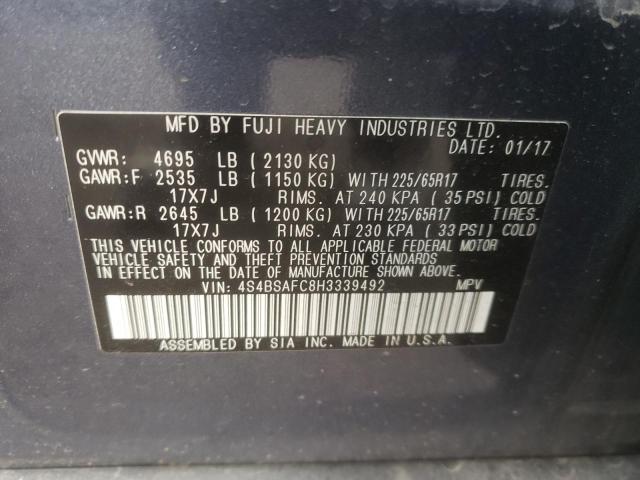 MFD BY FUJI HEAVY INDUSTRIES LTD.
DATE: 01/17
GVWR: 4695 LB (2130 KG)
GAWR:F 2535 LB (1150 KG) WITH 225/65R17 TIRES.
17X7J RIMS. AT 240 KPA (35 PSI) COLD
GAWR:R 2645 LB (1200 KG) WITH 225/65R17 TIRES.
17X7J RIMS. AT 230 KPA (33 PSI) COLD
THIS VEHICLE CONFORMS TO ALL APPLICABLE FEDERAL MOTOR
VEHICLE SAFETY AND THEFT PREVENTION STANDARDS
IN EFFECT ON THE DATE OF MANUFACTURE SHOWN ABOVE.
VIN: 4S4BSAFC8H3339492 MPV
ASSEMBLED BY SIA INC. MADE IN U.S.A.